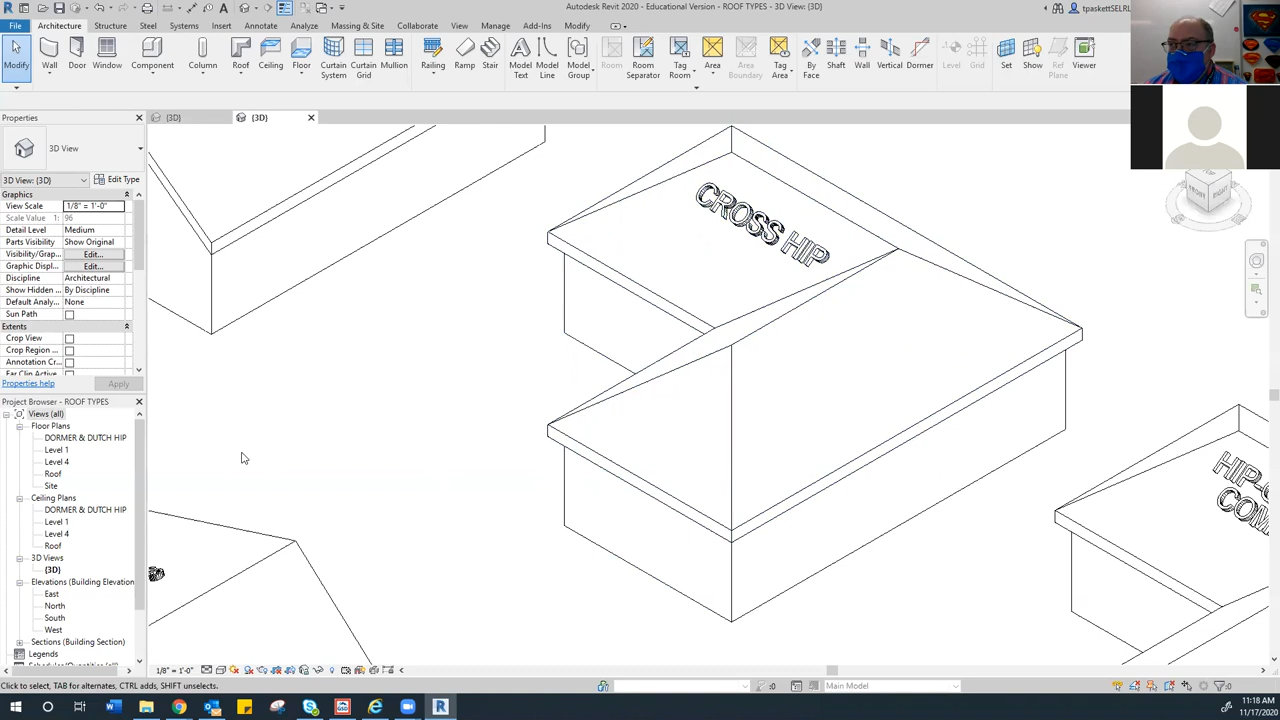 Autodesk Revit 2020 - Educational Version - ROOF TYPES - 3D View: {3D}
tpaskettSELRL
File Architecture Structure Steel Systems Insert Annotate Analyze Massing & Site Collaborate View Manage Add-Ins Modify
Modify Wall Door Window Component Column Roof Ceiling Floor Curtain System Curtain Grid Mullion Railing Ramp Stair Model Text Model Line Model Group Room Room Separator Tag Room Area Area Boundary Tag Area By Face Shaft Wall Vertical Dormer Level Grid Set Show Ref Plane Viewer
Properties
{3D} {3D}
3D View
3D View: {3D} Edit Type
Graphics
View Scale 1/8" = 1'-0"
Scale Value 1: 96
Detail Level Medium
Parts Visibility Show Original
Visibility/Grap... Edit...
Graphic Displ... Edit...
Discipline Architectural
Show Hidden ... By Discipline
Default Analy... None
Sun Path
Extents
Crop View
Crop Region ...
Annotation Cr...
Far Clip Active
Properties help Apply
Project Browser - ROOF TYPES
Views (all)
Floor Plans
DORMER & DUTCH HIP
Level 1
Level 4
Roof
Site
Ceiling Plans
DORMER & DUTCH HIP
Level 1
Level 4
Roof
3D Views
{3D}
Elevations (Building Elevation
East
North
South
West
Sections (Building Section)
Legends
CROSS HIP
FRONT RIGHT
1/8" = 1'-0"
Click to select, TAB for alternates, CTRL adds, SHIFT unselects.
:0 Main Model :0
11:18 AM
11/17/2020